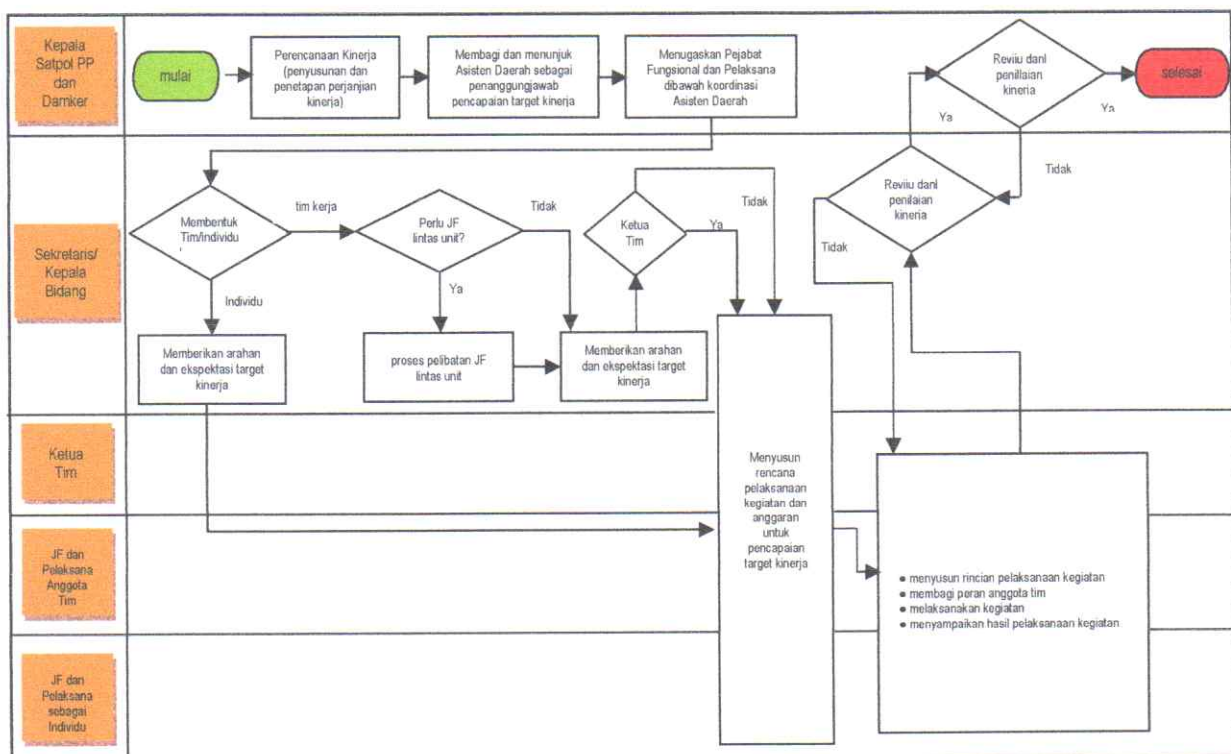 Kepala
Satpol PP
dan
Damker
mulai
Perencanaan Kinerja
(penyusunan dan
penetapan perjanjian
kinerja)
Membagi dan menunjuk
Asisten Daerah sebagai
penanggungjawab
pencapaian target kinerja
Menugaskan Pejabat
Fungsional dan Pelaksana
dibawah koordinasi
Asisten Daerah
Reviiu danl
penillaian
kineria
selesai
Ya
Ya
Tidak
Sekretaris/
Kepala
Bidang
Membentuk
Tim/Individu
tim kerja
Perlu JF
lintas unit?
Tidak
Ketua
Tim
Tidak
Ya
Reviiu danl
penilaian
kineria
Tidak
Individu
Ya
Memberikan arahan
dan ekspektasi target
kinerja
proses pelibatan JF
lintas unit
Memberikan arahan
dan ekspektasi target
kinerja
Ketua
Tim
Menyusun
rencana
pelaksanaan
kegiatan dan
anggaran
untuk
pencapaian
target kinerja
JF dan
Pelaksana
Anggota
Tim
● menyusun rincian pelaksanaan kegiatan
● membagi peran anggota tim
● melaksanakan kegiatan
● menyampaikan hasil pelaksanaan kegiatan
JF dan
Pelaksana
sebagai
Individu